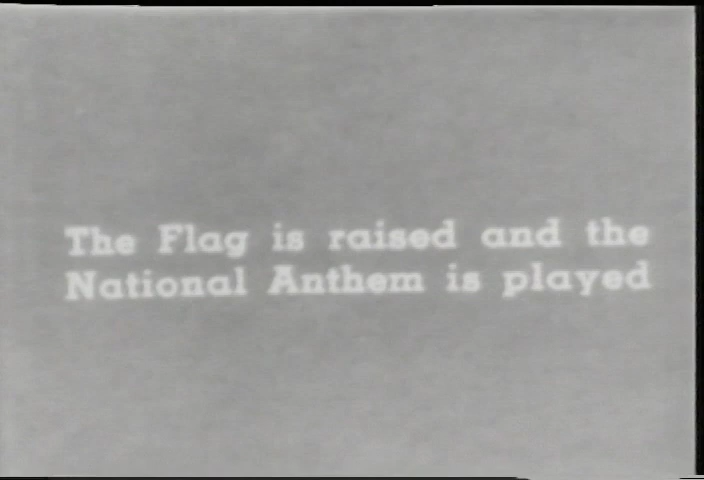 The Flag is raised and the
National Anthem is played